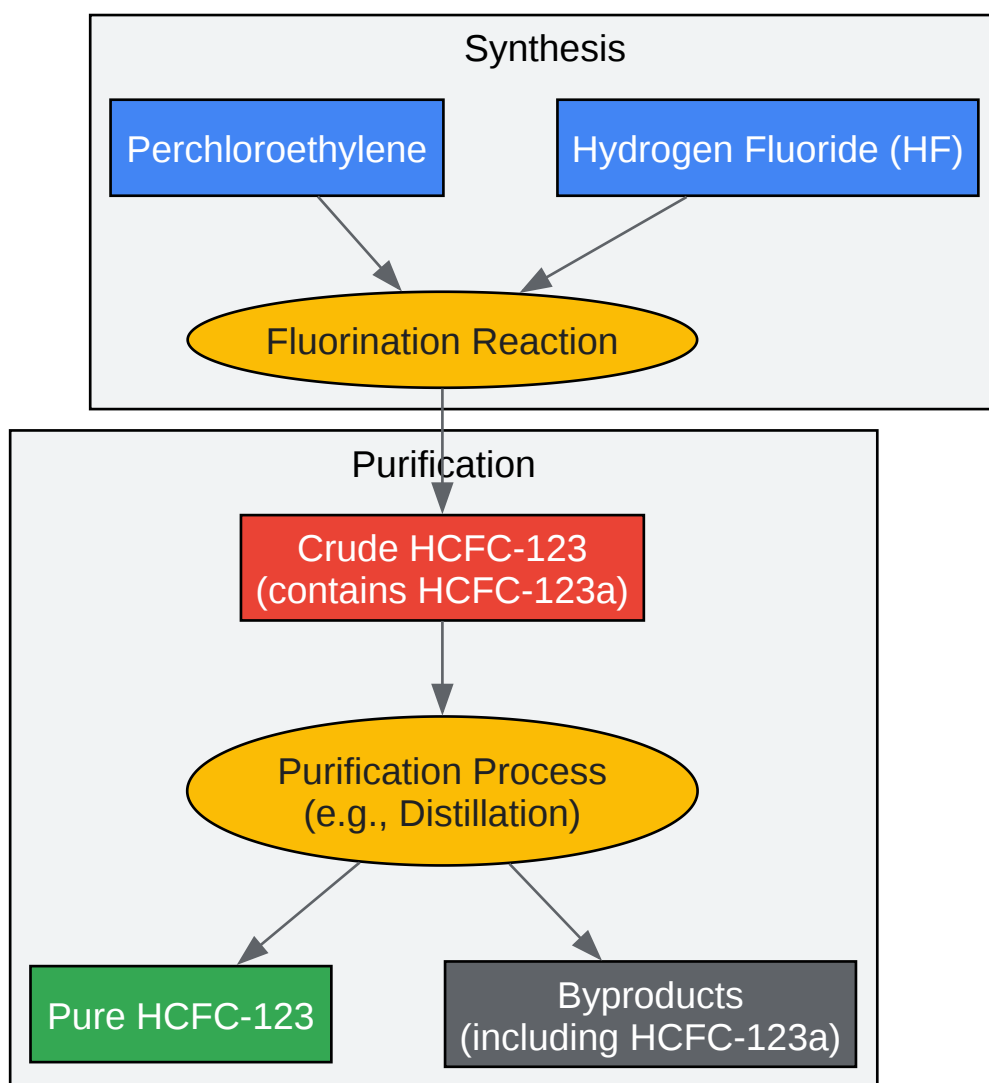 Synthesis
Perchloroethylene
Hydrogen Fluoride (HF)
Fluorination Reaction
Purification
Crude HCFC-123
(contains HCFC-123a)
Purification Process
(e.g., Distillation)
Pure HCFC-123
Byproducts
(including HCFC-123a)